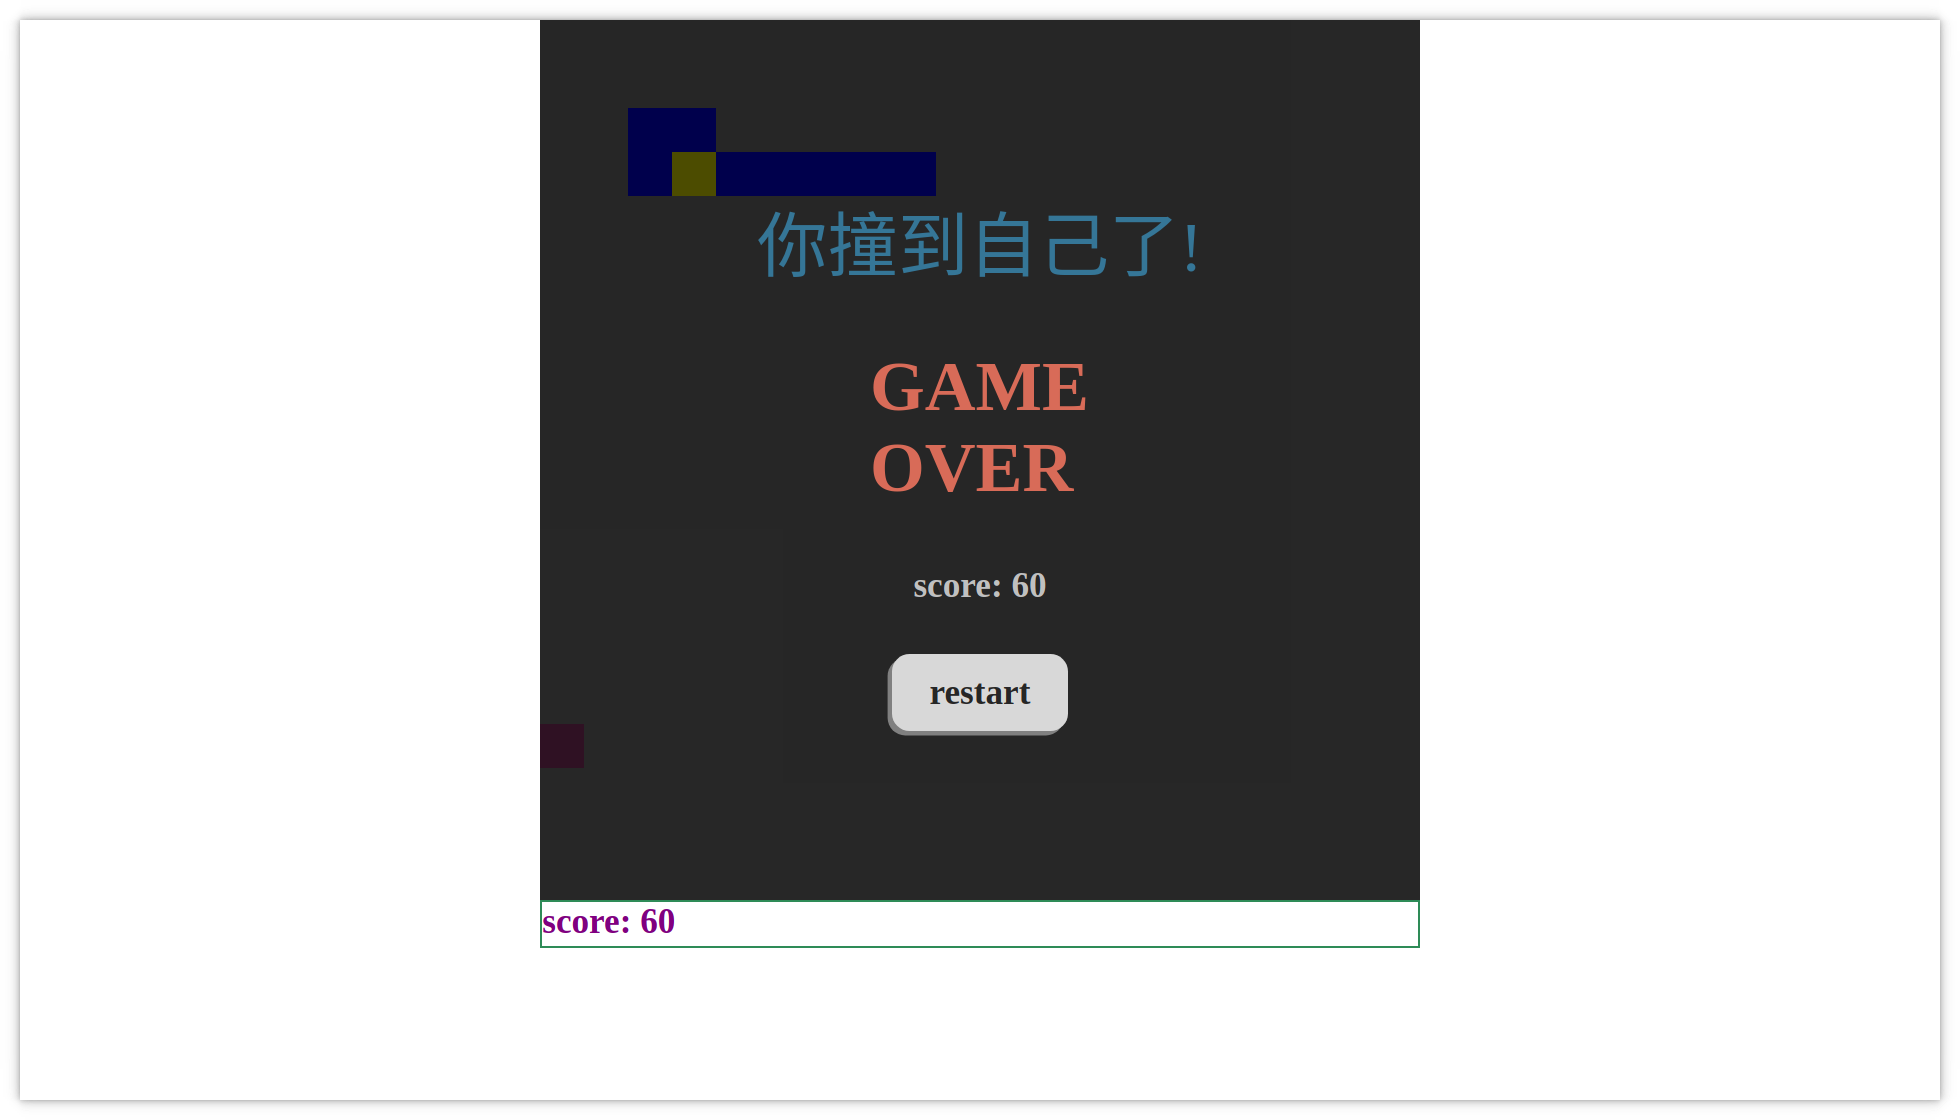 你撞到自己了!
GAME
OVER
score: 60
restart
score: 60